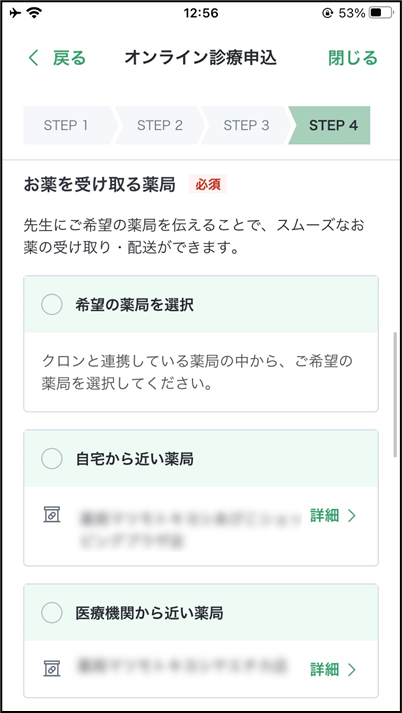 12:56
53%
戻る
オンライン診療申込
閉じる
STEP 1
STEP 2
STEP 3
STEP 4
お薬を受け取る薬局 必須
先生にご希望の薬局を伝えることで、スムーズなお
薬の受け取り・配送ができます。
希望の薬局を選択
クロンと連携している薬局の中から、ご希望の
薬局を選択してください。
自宅から近い薬局
詳細
医療機関から近い薬局
詳細